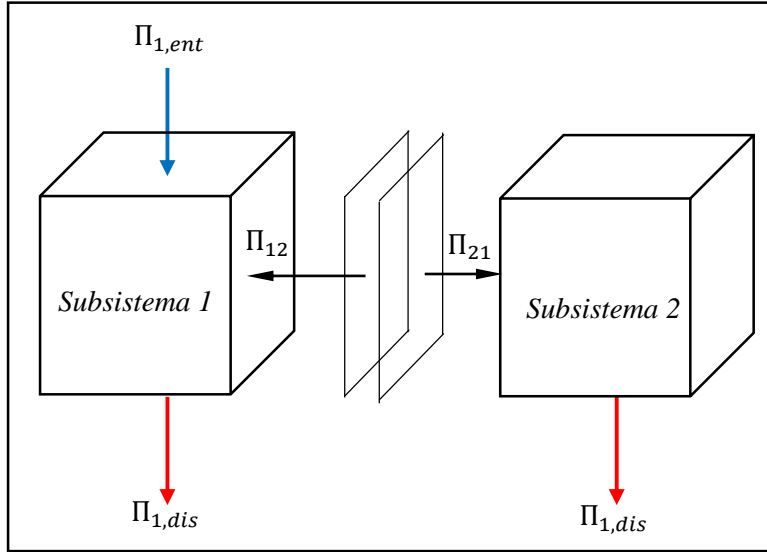 Π1,ent
Π12
Π21
Subsistema 1
Subsistema 2
Π1,dis
Π1,dis